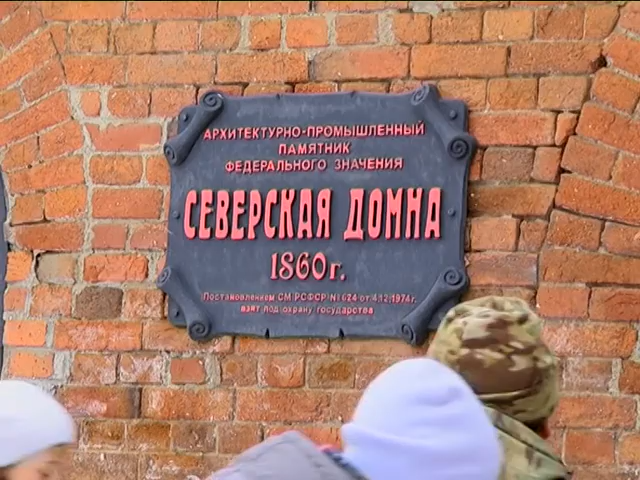 АРХИТЕКТУРНО-ПРОМЫШЛЕННЫЙ
ПАМЯТНИК
ФЕДЕРАЛЬНОГО ЗНАЧЕНИЯ
СЕВЕРСКАЯ ДОМНА
1860г.
Постановлением СМ РСФСР №624 от 4.12.1974г.
взят под охрану государства